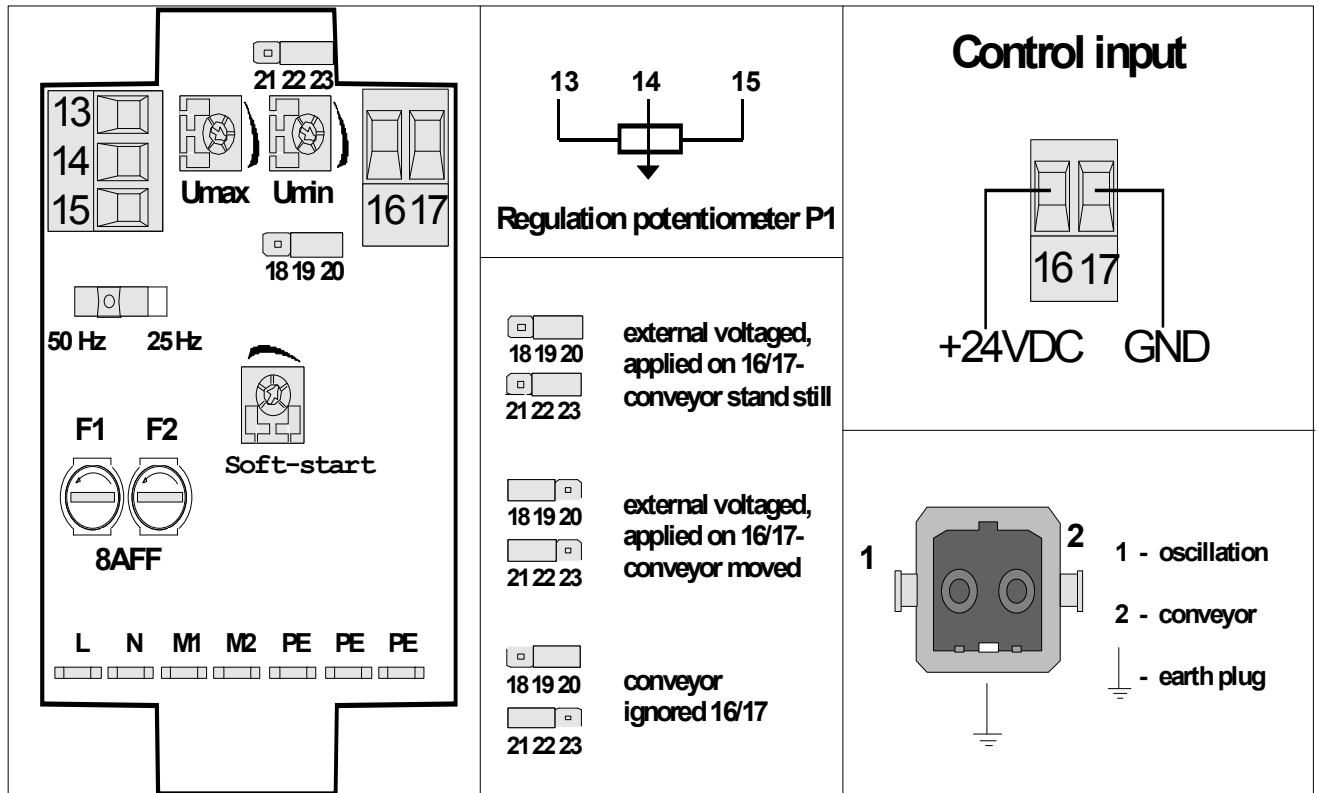 21 22 23
13
14
15
Umax Umin
16 17
18 19 20
50 Hz 25 Hz
F1 F2
Soft-start
8AFF
L N M1 M2 PE PE PE
13 14 15
Regulation potentiometer P1
18 19 20
21 22 23
external voltaged,
applied on 16/17-
conveyor stand still
18 19 20
21 22 23
external voltaged,
applied on 16/17-
conveyor moved
18 19 20
21 22 23
conveyor
ignored 16/17
Control input
16 17
+24VDC GND
1
2
1 - oscillation
2 - conveyor
- earth plug